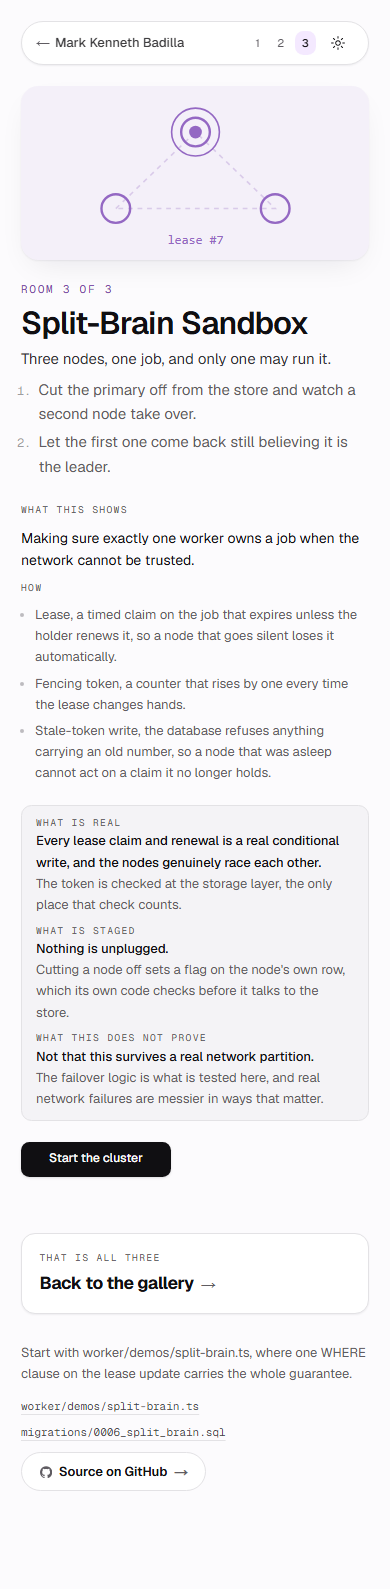 ← Mark Kenneth Badilla 1 2 3
lease #7
ROOM 3 OF 3
Split-Brain Sandbox
Three nodes, one job, and only one may run it.
1. Cut the primary off from the store and watch a
second node take over.
2. Let the first one come back still believing it is
the leader.
WHAT THIS SHOWS
Making sure exactly one worker owns a job when the
network cannot be trusted.
HOW
• Lease, a timed claim on the job that expires unless the
holder renews it, so a node that goes silent loses it
automatically.
• Fencing token, a counter that rises by one every time
the lease changes hands.
• Stale-token write, the database refuses anything
carrying an old number, so a node that was asleep
cannot act on a claim it no longer holds.
WHAT IS REAL
Every lease claim and renewal is a real conditional
write, and the nodes genuinely race each other.
The token is checked at the storage layer, the only
place that check counts.
WHAT IS STAGED
Nothing is unplugged.
Cutting a node off sets a flag on the node's own row,
which its own code checks before it talks to the
store.
WHAT THIS DOES NOT PROVE
Not that this survives a real network partition.
The failover logic is what is tested here, and real
network failures are messier in ways that matter.
Start the cluster
THAT IS ALL THREE
Back to the gallery →
Start with worker/demos/split-brain.ts, where one WHERE
clause on the lease update carries the whole guarantee.
worker/demos/split-brain.ts
migrations/0006_split_brain.sql
Source on GitHub →